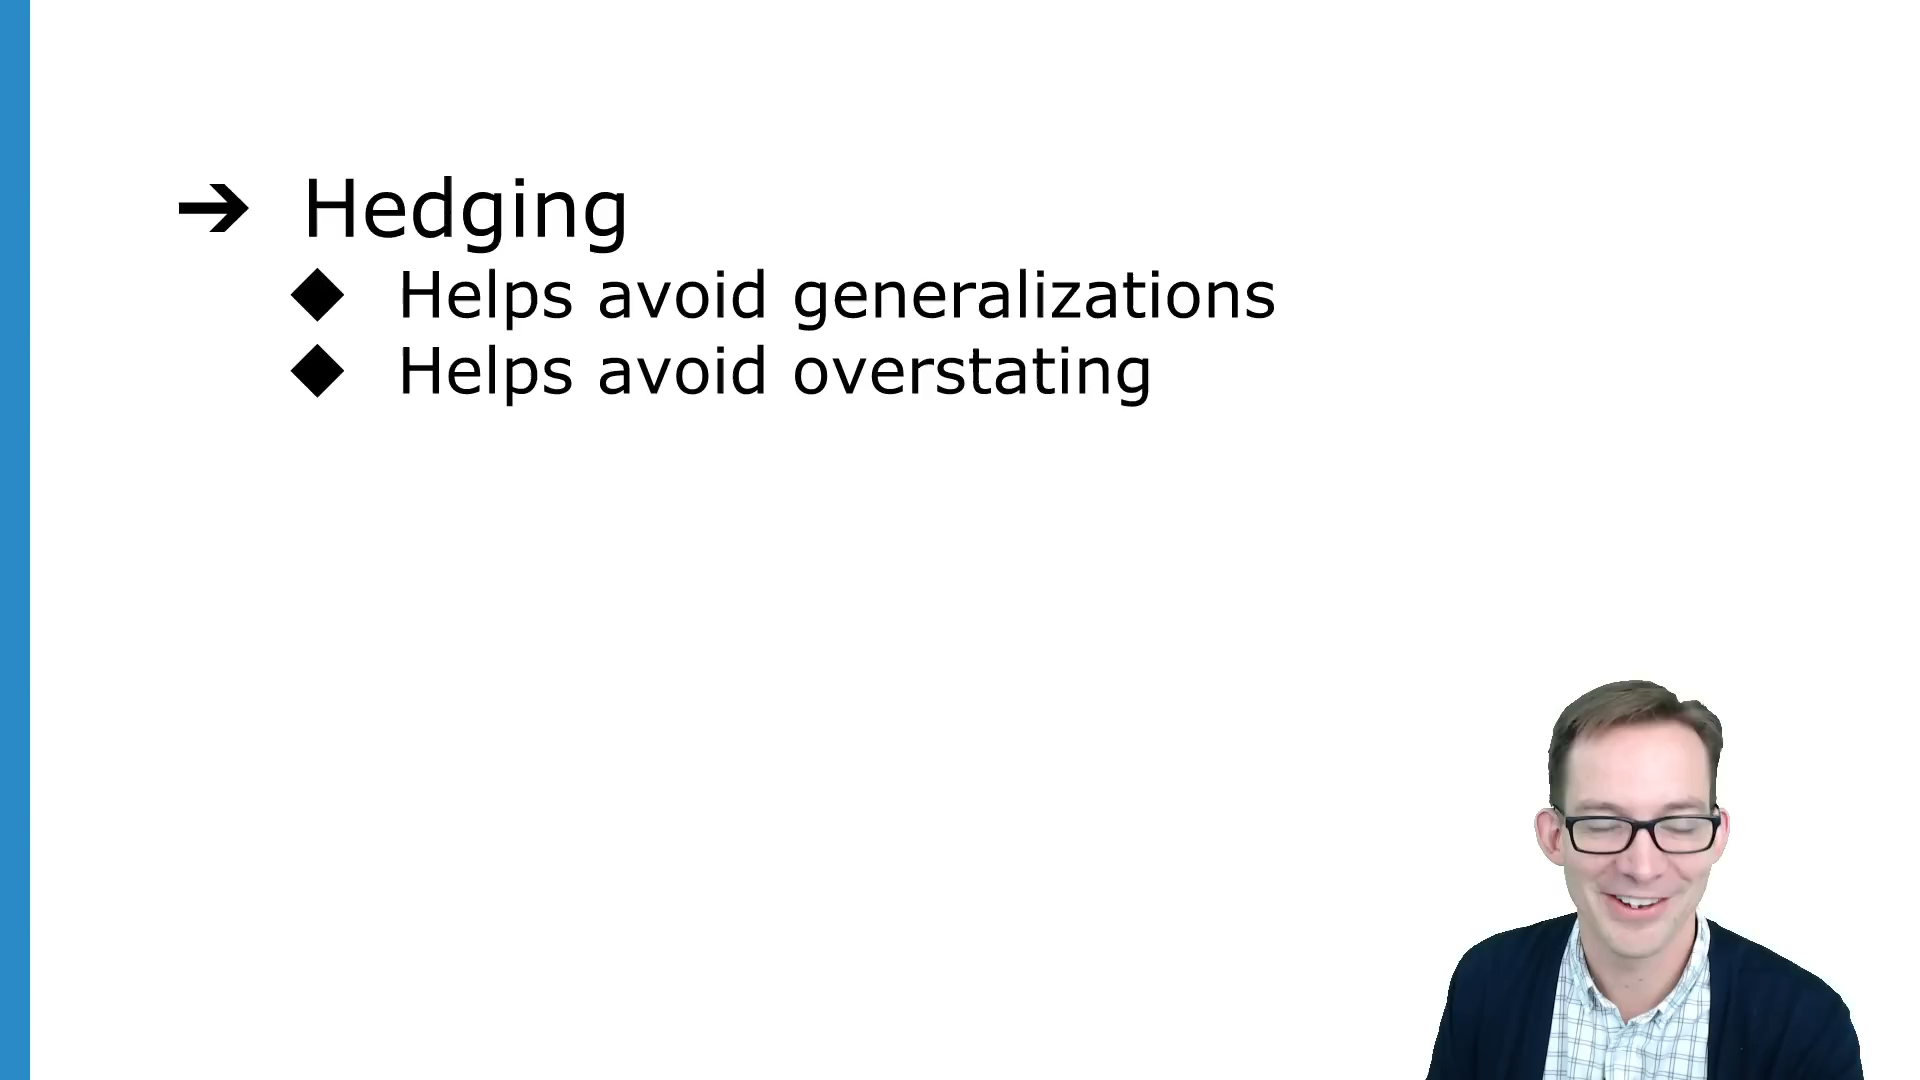 ➔ Hedging
◆ Helps avoid generalizations
◆ Helps avoid overstating